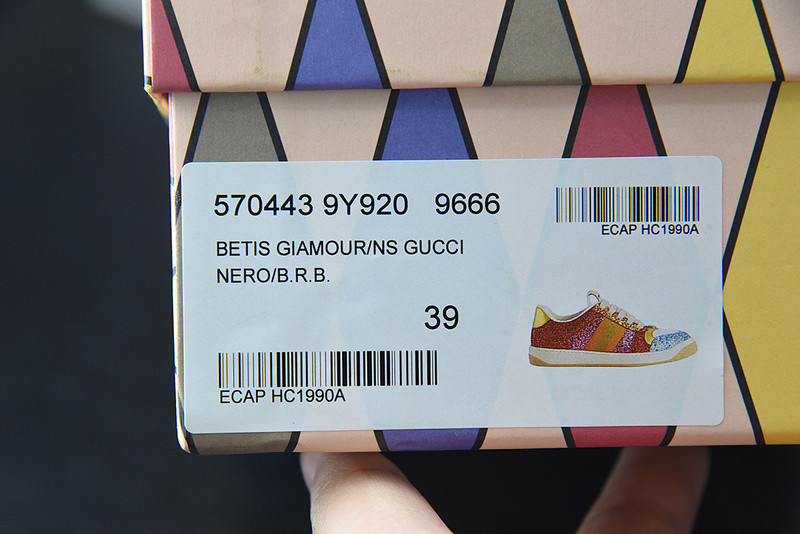 570443 9Y920 9666
ECAP HC1990A
BETIS GIAMOUR/NS GUCCI
NERO/B.R.B.
39
ECAP HC1990A